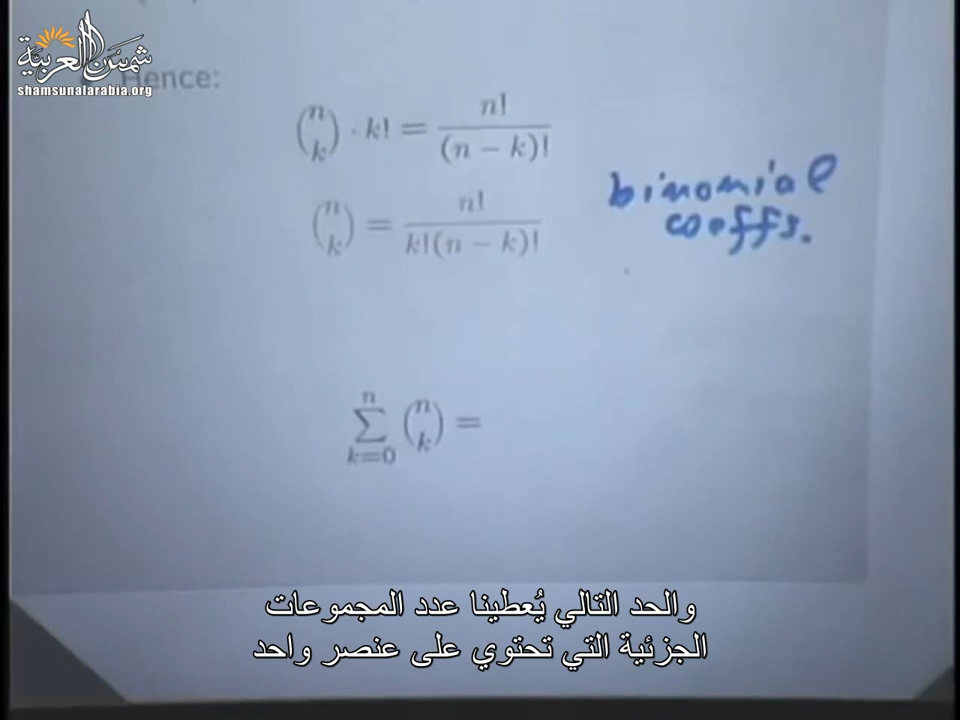 شمس العربية
shamsunalarabia.org
Hence:
(n k) · k! = n! / (n − k)!
(n k) = n! / k!(n − k)!
binomial
coeffs.
n ∑ k=0 (n k) =
والحد التالي يُعطينا عدد المجموعات
الجزئية التي تحتوي على عنصر واحد